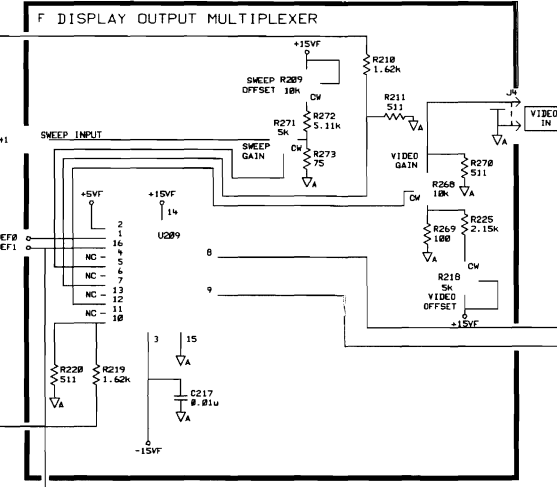 F DISPLAY OUTPUT MULTIPLEXER
+15VF
R210
1.62k
SWEEP R209
OFFSET 10k
CW
J4
R211
511
A
VIDEO
IN
R272
5.11k
R271
5k
#1
SWEEP INPUT
SWEEP
GAIN
CW
R273
75
A
A
VIDEO
GAIN
R270
511
A
R268
10k
CW
+5VF
+15VF
14
2
1
U209
16
EF0
EF1
NC
4
5
NC
6
7
NC
13
12
NC
11
10
8
9
R269
100
A
R225
2.15k
CW
R218
5k
VIDEO
OFFSET
+15VF
3
15
A
R220
511
A
R219
1.62k
C217
0.01u
A
-15VF